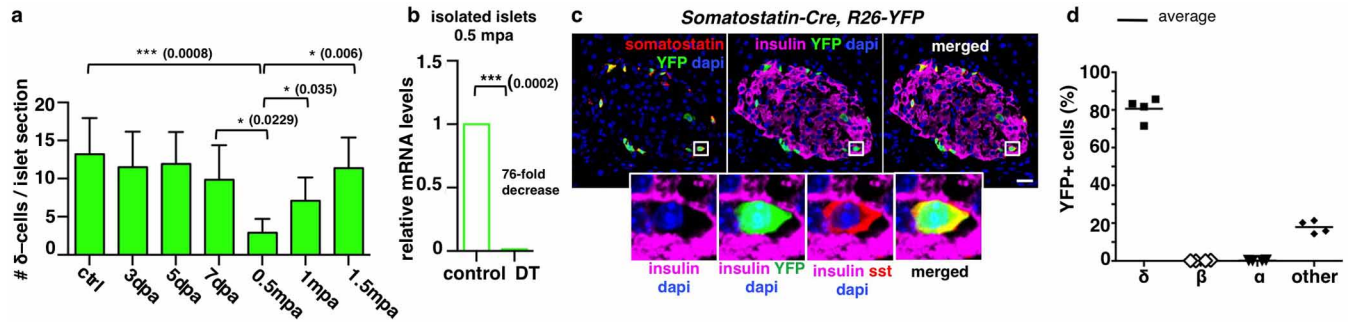 a
# δ–cells / islet section
20
15
10
5
0
*** (0.0008)
* (0.006)
* (0.035)
* (0.0229)
ctrl
3dpa
5dpa
7dpa
0.5mpa
1mpa
1.5mpa
b
isolated islets
0.5 mpa
relative mRNA levels
1.5
1
0.5
0
*** (0.0002)
76-fold
decrease
control DT
c
Somatostatin-Cre, R26-YFP
somatostatin
YFP dapi
insulin YFP dapi
merged
insulin
dapi
insulin YFP
dapi
insulin sst
dapi
merged
d
average
YFP+ cells (%)
100
80
60
40
20
0
δ
β
α
other